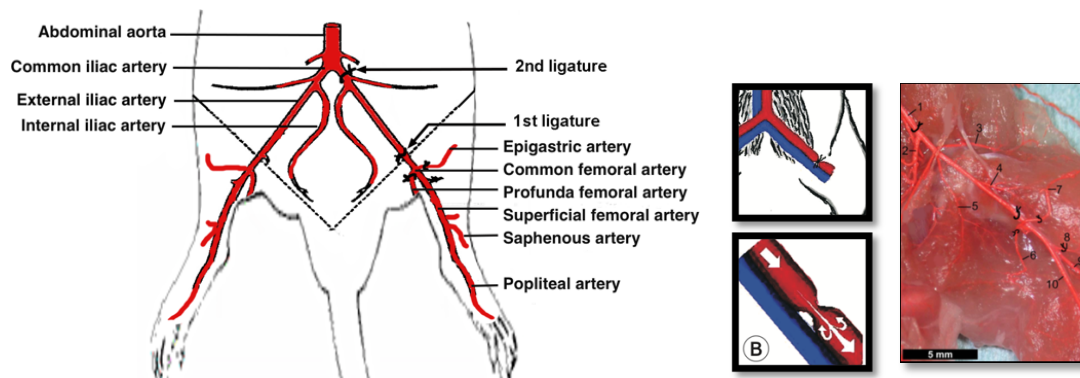 Abdominal aorta
Common iliac artery
External iliac artery
Internal iliac artery
2nd ligature
1st ligature
Epigastric artery
Common femoral artery
Profunda femoral artery
Superficial femoral artery
Saphenous artery
Popliteal artery
B
1
2
3
4
5
7
8
6
10
5 mm